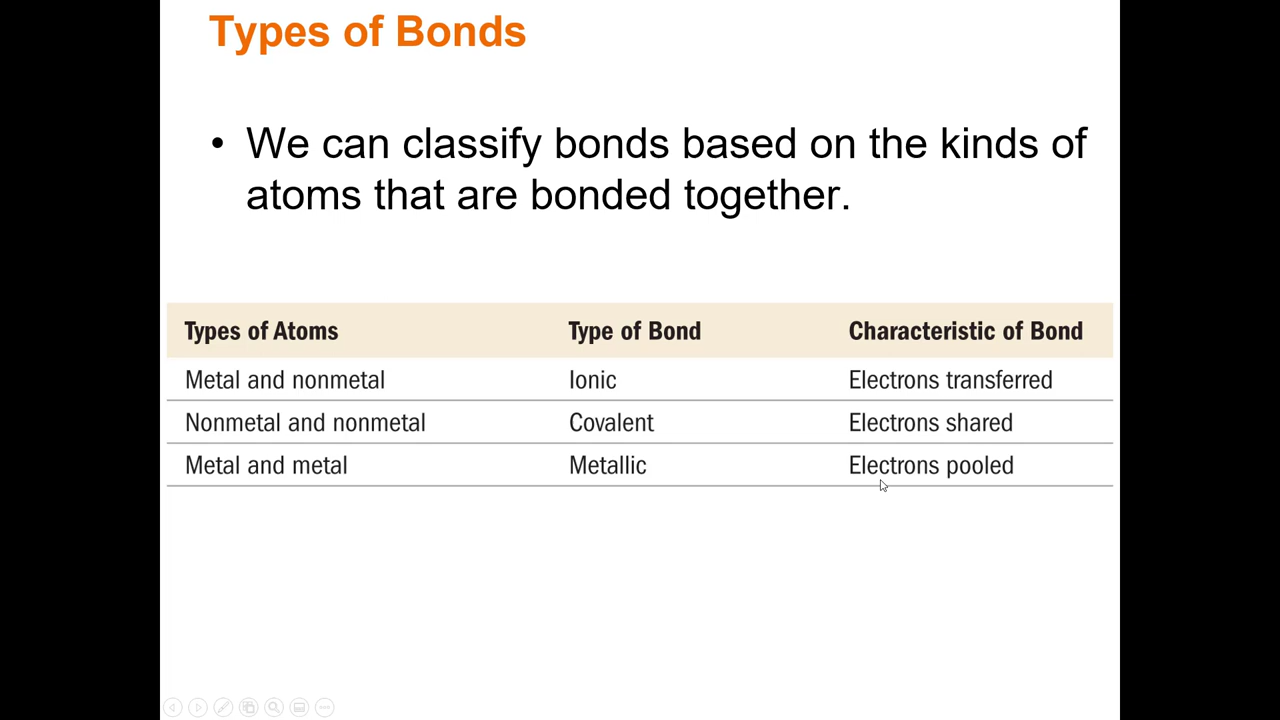 Types of Bonds
• We can classify bonds based on the kinds of
atoms that are bonded together.
Types of Atoms Type of Bond Characteristic of Bond
Metal and nonmetal Ionic Electrons transferred
Nonmetal and nonmetal Covalent Electrons shared
Metal and metal Metallic Electrons pooled